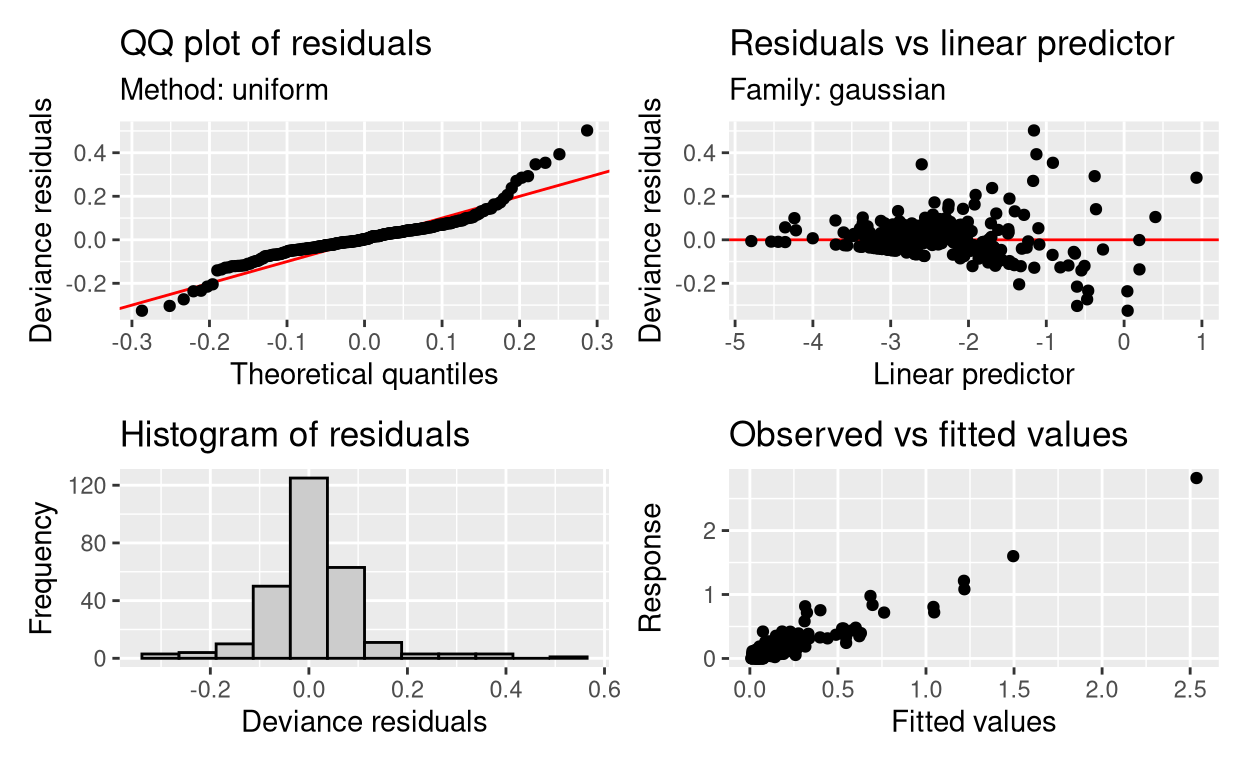 QQ plot of residuals
Method: uniform
Deviance residuals
0.4
0.2
0.0
-0.2
-0.3 -0.2 -0.1 0.0 0.1 0.2 0.3
Theoretical quantiles
Residuals vs linear predictor
Family: gaussian
Deviance residuals
0.4
0.2
0.0
-0.2
-5 -4 -3 -2 -1 0 1
Linear predictor
Histogram of residuals
Frequency
120
80
40
0
-0.2 0.0 0.2 0.4 0.6
Deviance residuals
Observed vs fitted values
Response
2
1
0
0.0 0.5 1.0 1.5 2.0 2.5
Fitted values